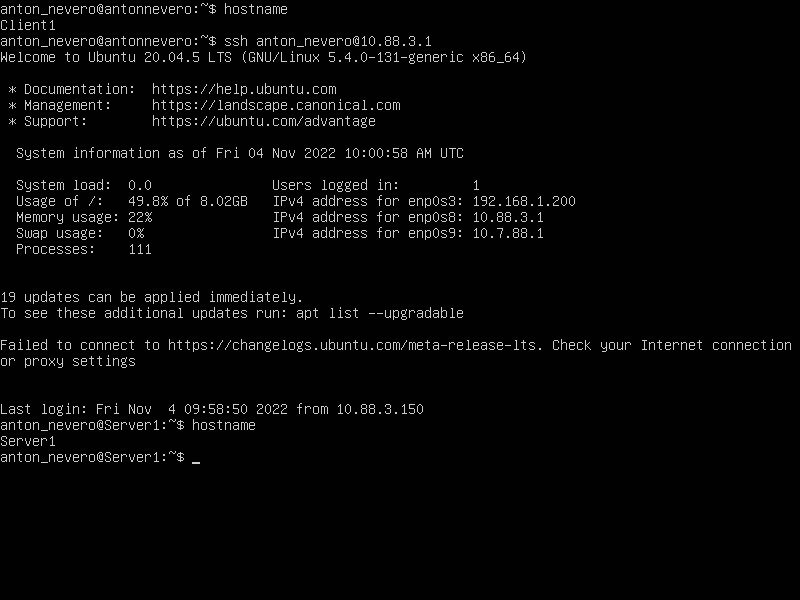 anton_nevero@antonnevero:~$ hostname
Client1
anton_nevero@antonnevero:~$ ssh anton_nevero@10.88.3.1
Welcome to Ubuntu 20.04.5 LTS (GNU/Linux 5.4.0-131-generic x86_64)
* Documentation:  https://help.ubuntu.com
* Management:     https://landscape.canonical.com
* Support:        https://ubuntu.com/advantage
System information as of Fri 04 Nov 2022 10:00:58 AM UTC
System load:  0.0                Users logged in:         1
Usage of /:   49.8% of 8.02GB   IPv4 address for enp0s3: 192.168.1.200
Memory usage: 22%               IPv4 address for enp0s8: 10.88.3.1
Swap usage:   0%                IPv4 address for enp0s9: 10.7.88.1
Processes:    111
19 updates can be applied immediately.
To see these additional updates run: apt list --upgradable
Failed to connect to https://changelogs.ubuntu.com/meta-release-lts. Check your Internet connection
or proxy settings
Last login: Fri Nov  4 09:58:50 2022 from 10.88.3.150
anton_nevero@Server1:~$ hostname
Server1
anton_nevero@Server1:~$ _